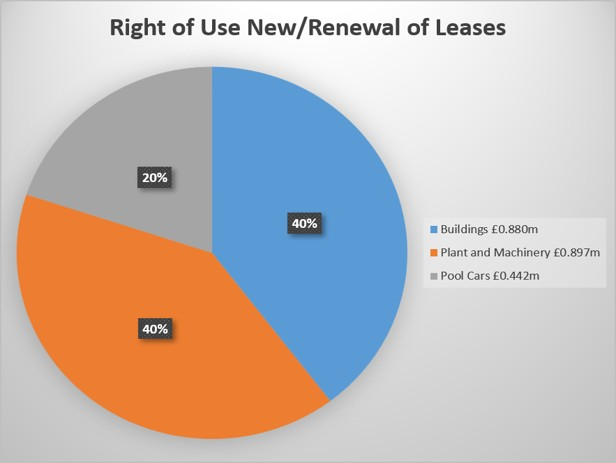 Right of Use New/Renewal of Leases
20%
40%
40%
Buildings £0.880m
Plant and Machinery £0.897m
Pool Cars £0.442m